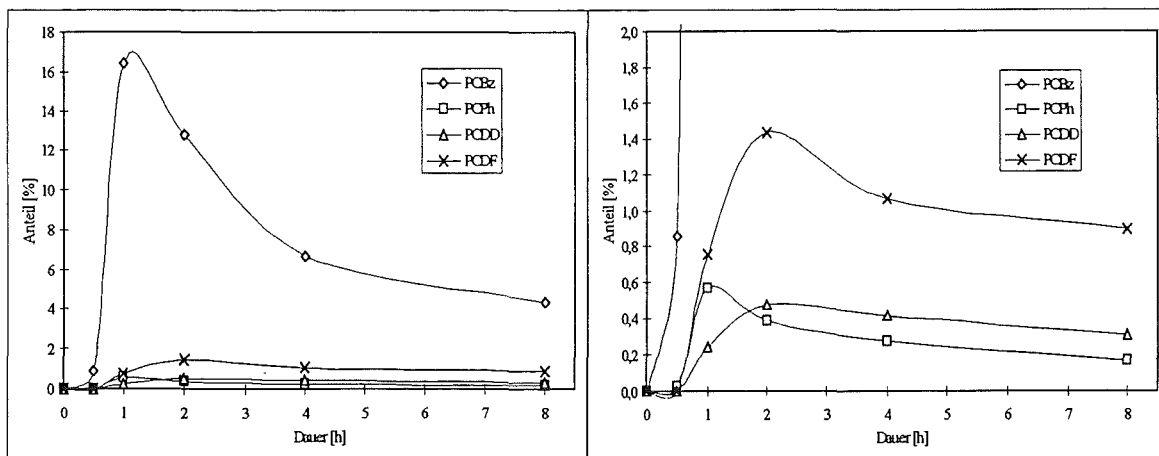 18
16
14
12
10
8
6
4
2
0
Anteil [%]
PCBz
PCPh
PCDD
PCDF
0 1 2 3 4 5 6 7 8
Dauer [h]
2,0
1,8
1,6
1,4
1,2
1,0
0,8
0,6
0,4
0,2
0,0
Anteil [%]
PCBz
PCPh
PCDD
PCDF
0 1 2 3 4 5 6 7 8
Dauer [h]